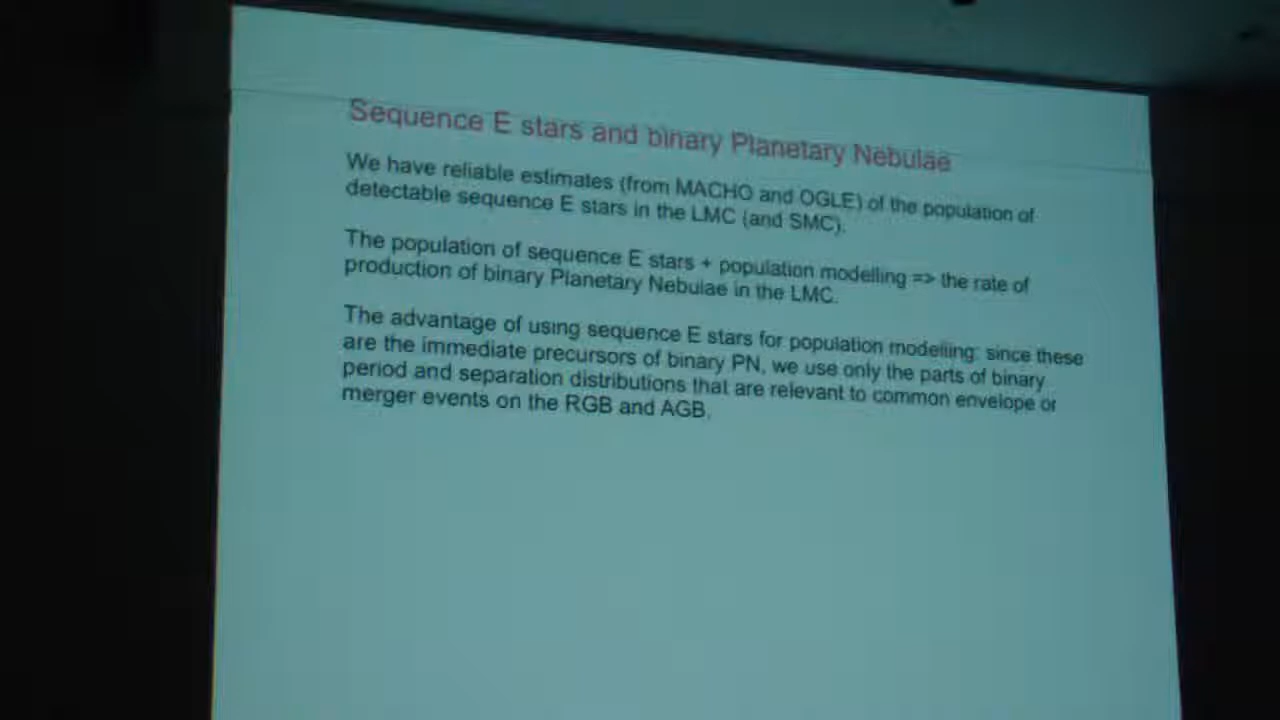 Sequence E stars and binary Planetary Nebulae
We have reliable estimates (from MACHO and OGLE) of the population of
detectable sequence E stars in the LMC (and SMC).
The population of sequence E stars + population modelling => the rate of
production of binary Planetary Nebulae in the LMC.
The advantage of using sequence E stars for population modelling: since these
are the immediate precursors of binary PN, we use only the parts of binary
period and separation distributions that are relevant to common envelope or
merger events on the RGB and AGB.